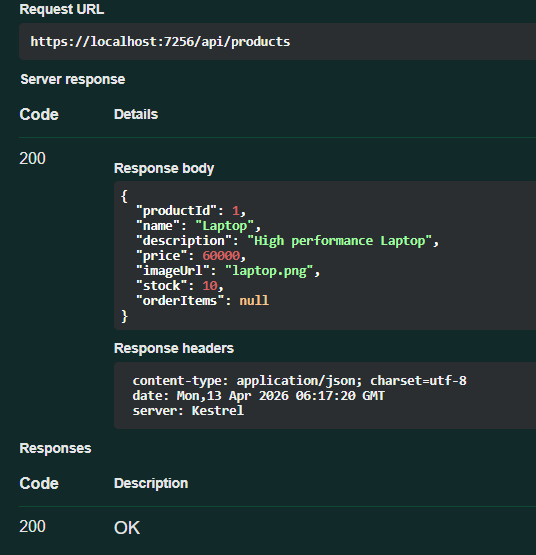 Request URL
https://localhost:7256/api/products
Server response
Code Details
200
Response body
{
"productId": 1,
"name": "Laptop",
"description": "High performance Laptop",
"price": 60000,
"imageUrl": "laptop.png",
"stock": 10,
"orderItems": null
}
Response headers
content-type: application/json; charset=utf-8
date: Mon,13 Apr 2026 06:17:20 GMT
server: Kestrel
Responses
Code Description
200 OK